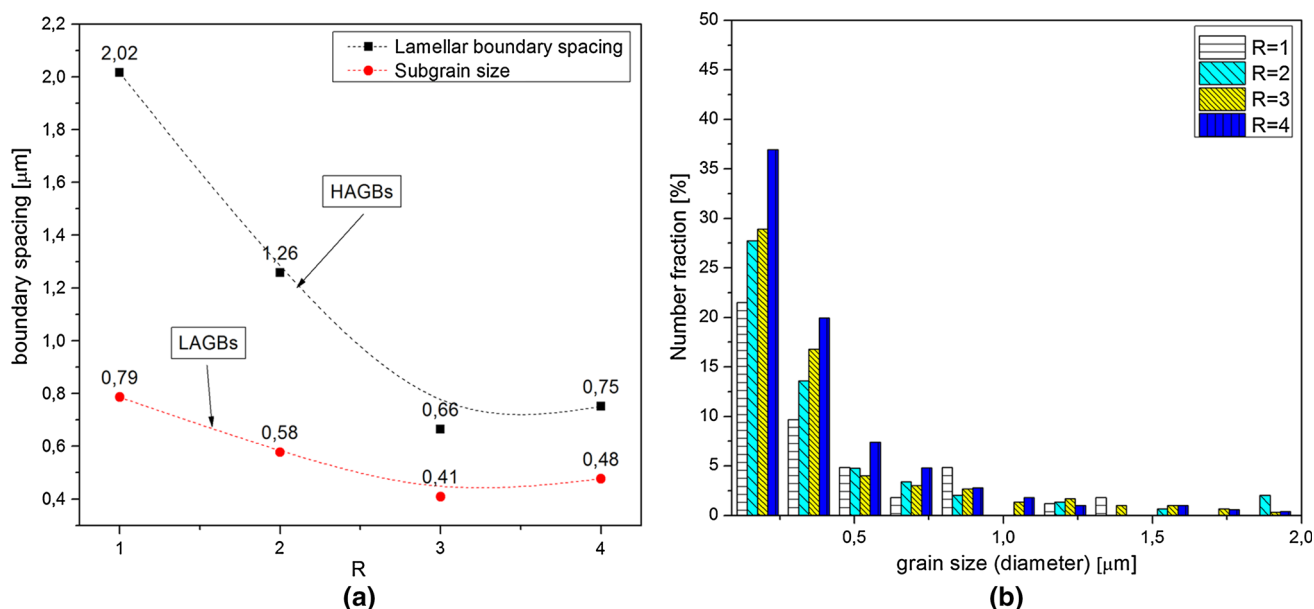 2,2
2,0
1,8
1,6
1,4
1,2
1,0
0,8
0,6
0,4
boundary spacing [μm]
Lamellar boundary spacing
Subgrain size
2,02
HAGBs
1,26
LAGBs
0,79
0,58
0,66
0,75
0,41
0,48
1 2 3 4
R
(a)
50
45
40
35
30
25
20
15
10
5
0
Number fraction [%]
R=1
R=2
R=3
R=4
0,5 1,0 1,5 2,0
grain size (diameter) [μm]
(b)